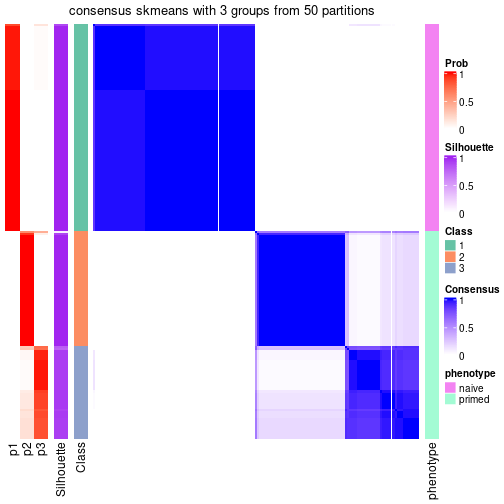 consensus skmeans with 3 groups from 50 partitions
Prob
1
0.5
0
Silhouette
1
0.5
0
Class
1
2
3
Consensus
1
0.5
0
phenotype
naive
primed
p1
p2
p3
Silhouette
Class
phenotype